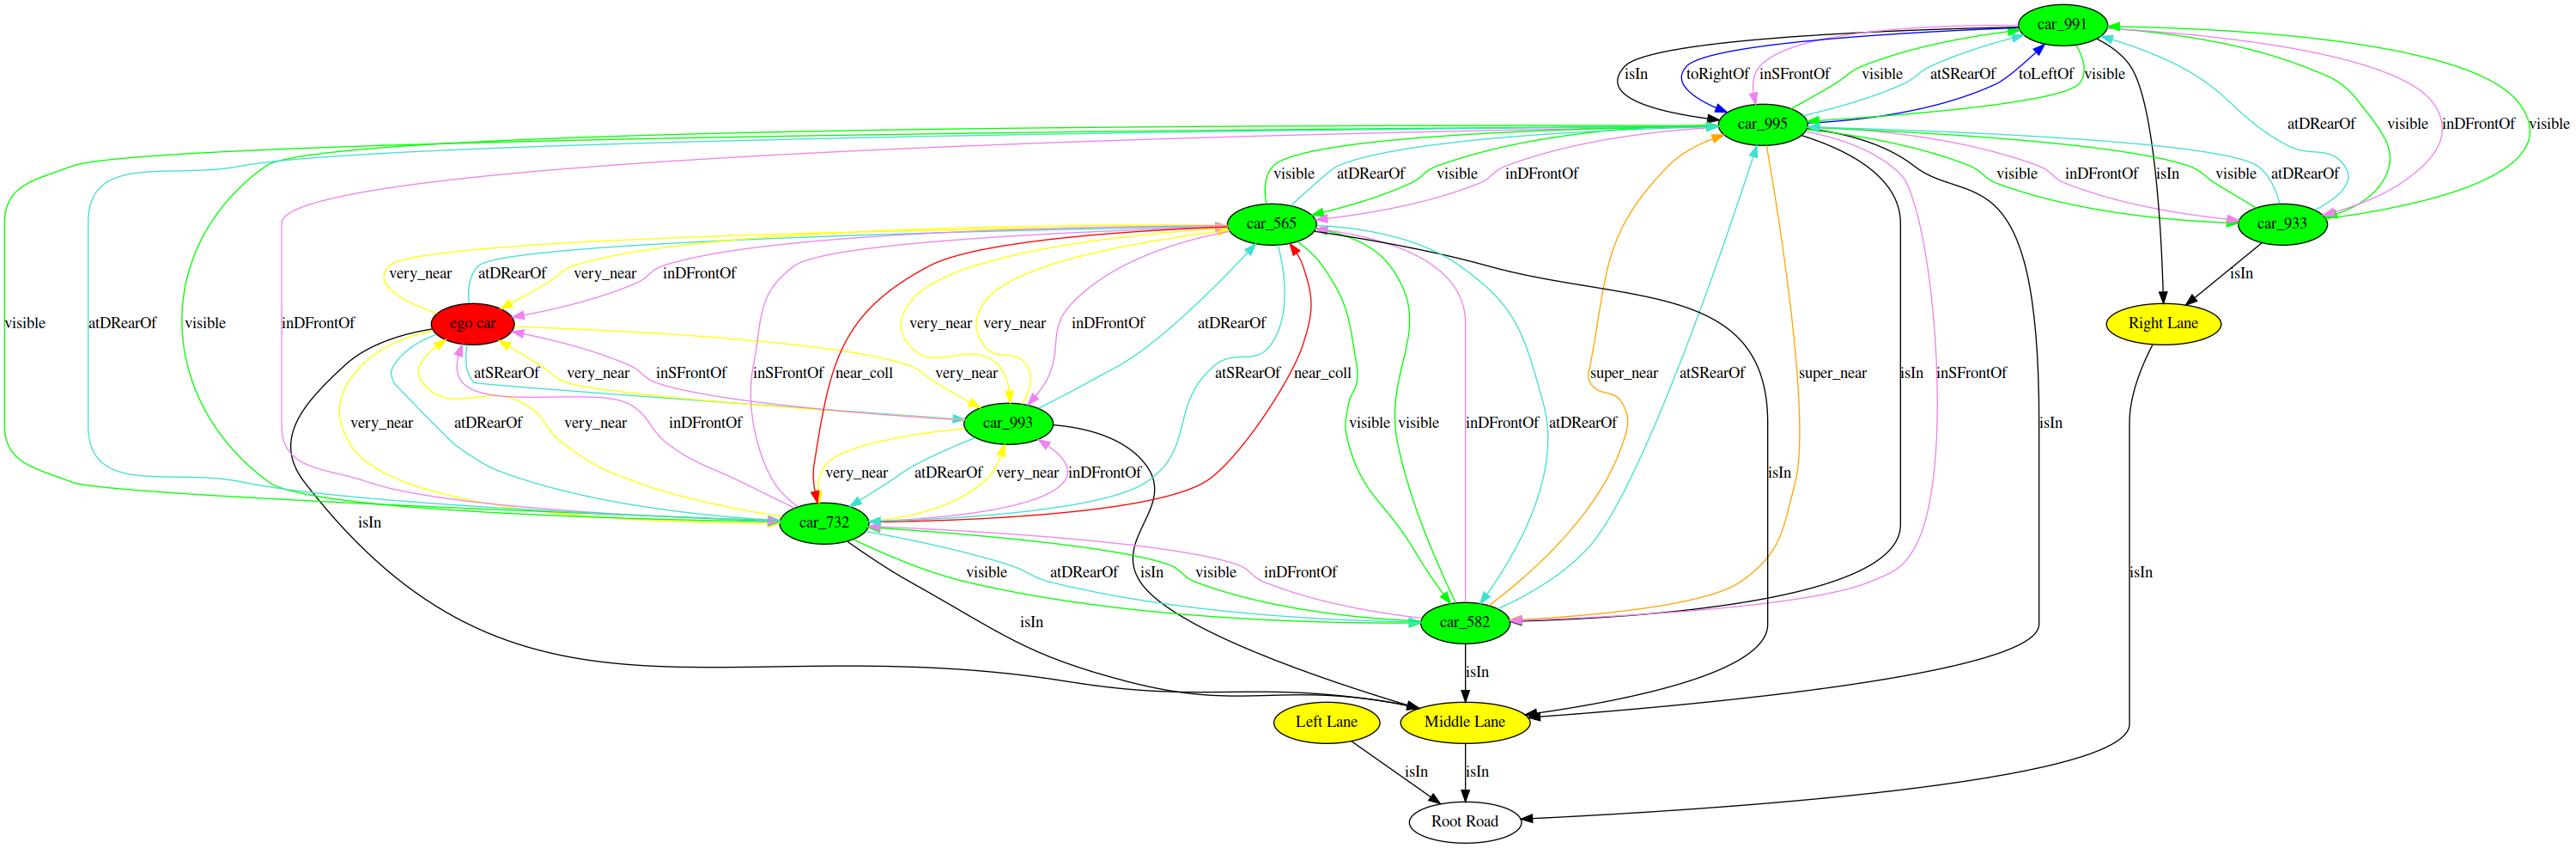 car_991
isIn toRightOf inSFrontOf visible atSRearOf toLeftOf visible
car_995 atDRearOf visible inDFrontOf visible
visible atDRearOf visible inDFrontOf visible inDFrontOf visible atDRearOf isIn
car_565 car_933
very_near atDRearOf very_near inDFrontOf isIn
visible atDRearOf visible inDFrontOf ego car very_near very_near inDFrontOf atDRearOf Right Lane
atSRearOf very_near inSFrontOf inSFrontOf near_coll very_near atSRearOf near_coll super_near atSRearOf super_near isIn inSFrontOf
very_near atDRearOf very_near inDFrontOf car_993 visible visible inDFrontOf atDRearOf isIn
very_near atDRearOf very_near inDFrontOf isIn
isIn car_732
visible atDRearOf isIn visible inDFrontOf isIn
isIn car_582
isIn
Left Lane Middle Lane
isIn isIn
Root Road